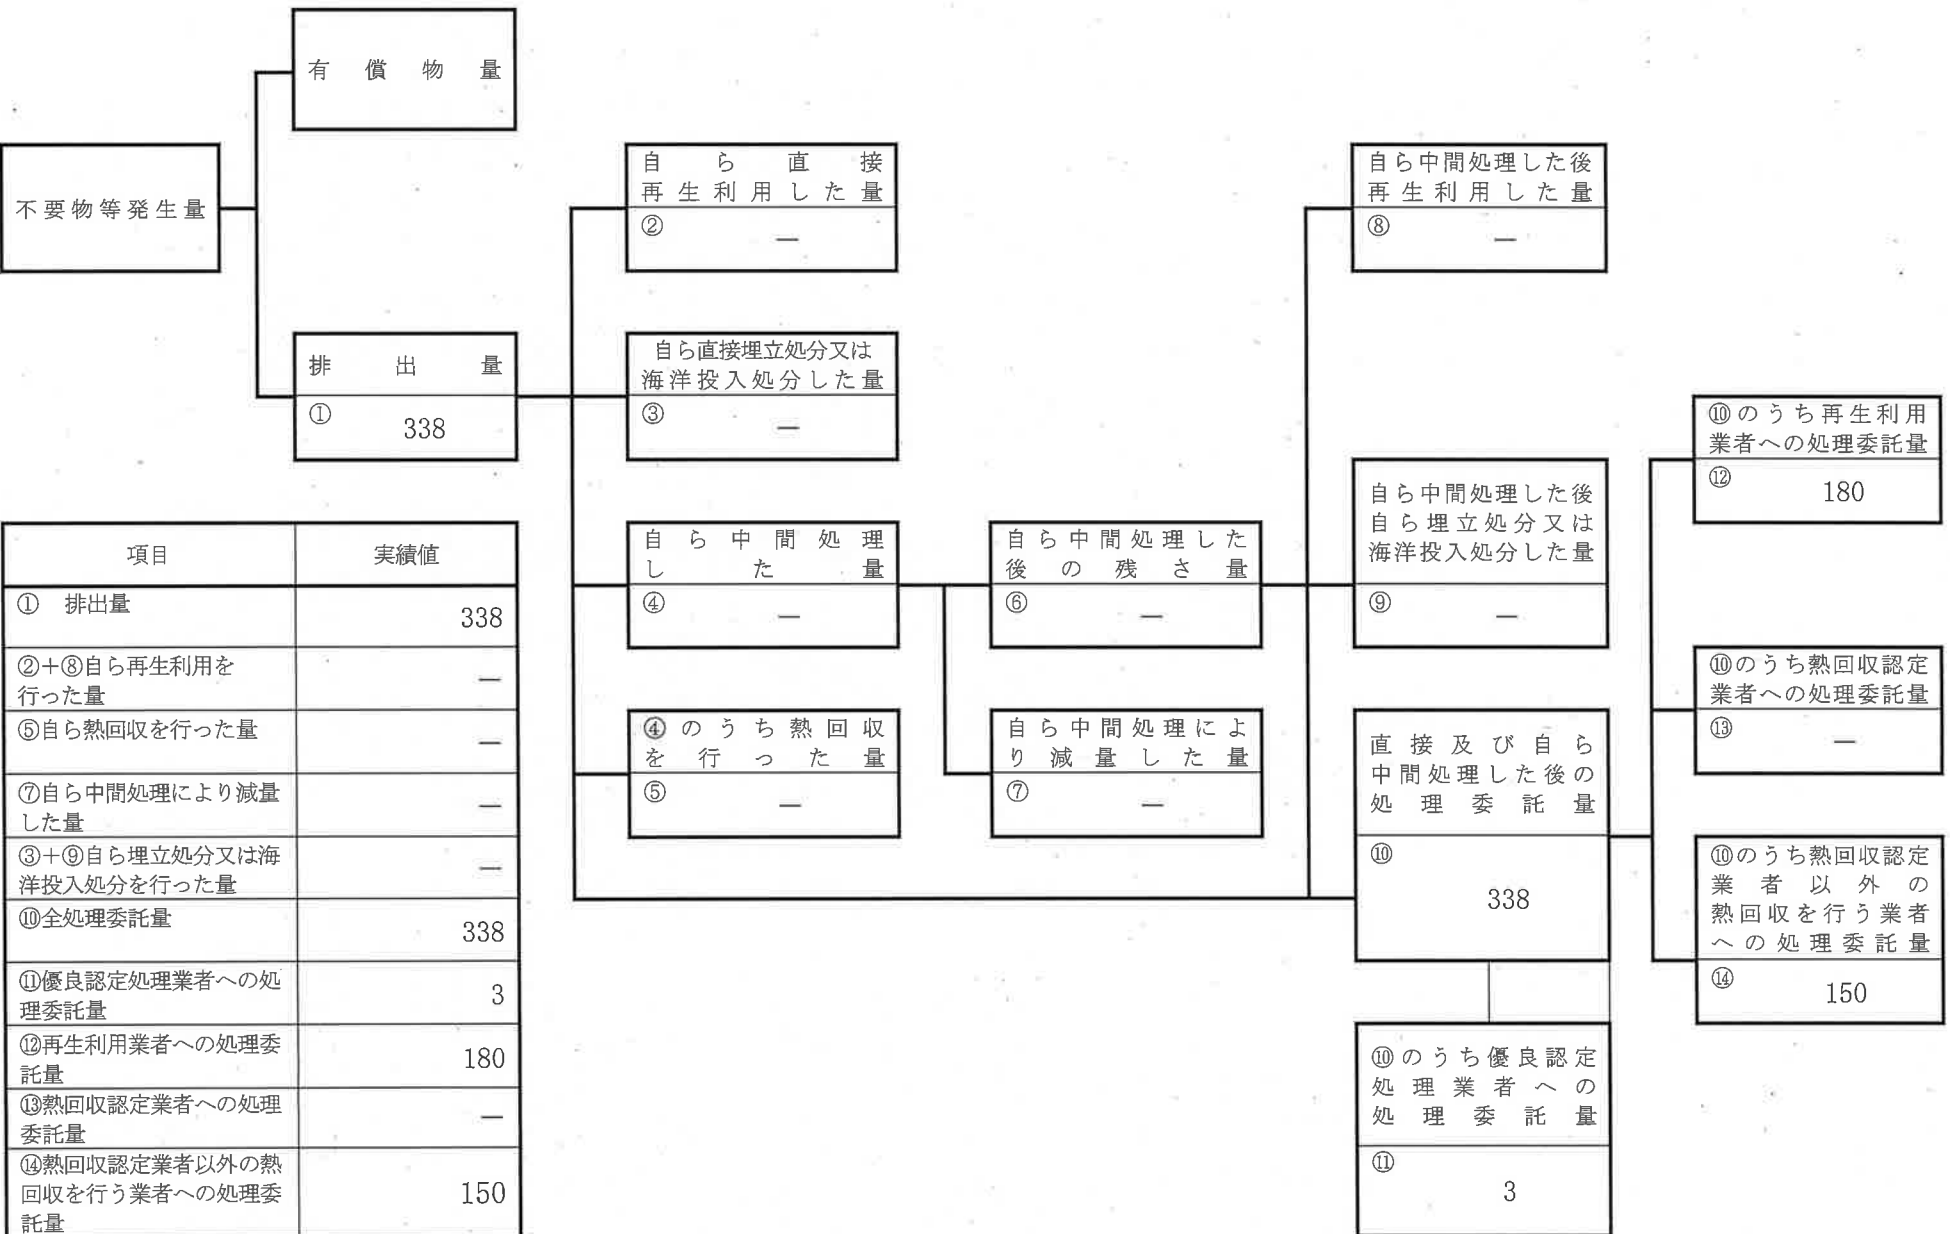 有償物量
不要物等発生量
排出量
① 338
自ら直接
再生利用した量
② —
自ら直接埋立処分又は
海洋投入処分した量
③ —
自ら中間処理
した量
④ —
④のうち熱回収
を行った量
⑤ —
自ら中間処理した
後の残さ量
⑥ —
自ら中間処理によ
り減量した量
⑦ —
自ら中間処理した後
再生利用した量
⑧ —
自ら中間処理した後
自ら埋立処分又は
海洋投入処分した量
⑨ —
直接及び自ら
中間処理した後の
処理委託量
⑩
338
⑩のうち優良認定
処理業者への
処理委託量
⑪
3
⑩のうち再生利用
業者への処理委託量
⑫ 180
⑩のうち熱回収認定
業者への処理委託量
⑬ —
⑩のうち熱回収認定
業者以外の
熱回収を行う業者
への処理委託量
⑭ 150
項目 実績値
① 排出量 338
②+⑧自ら再生利用を
行った量 —
⑤自ら熱回収を行った量 —
⑦自ら中間処理により減量
した量 —
③+⑨自ら埋立処分又は海
洋投入処分を行った量 —
⑩全処理委託量 338
⑪優良認定処理業者への処
理委託量 3
⑫再生利用業者への処理委
託量 180
⑬熱回収認定業者への処理
委託量 —
⑭熱回収認定業者以外の熱
回収を行う業者への処理委
託量 150